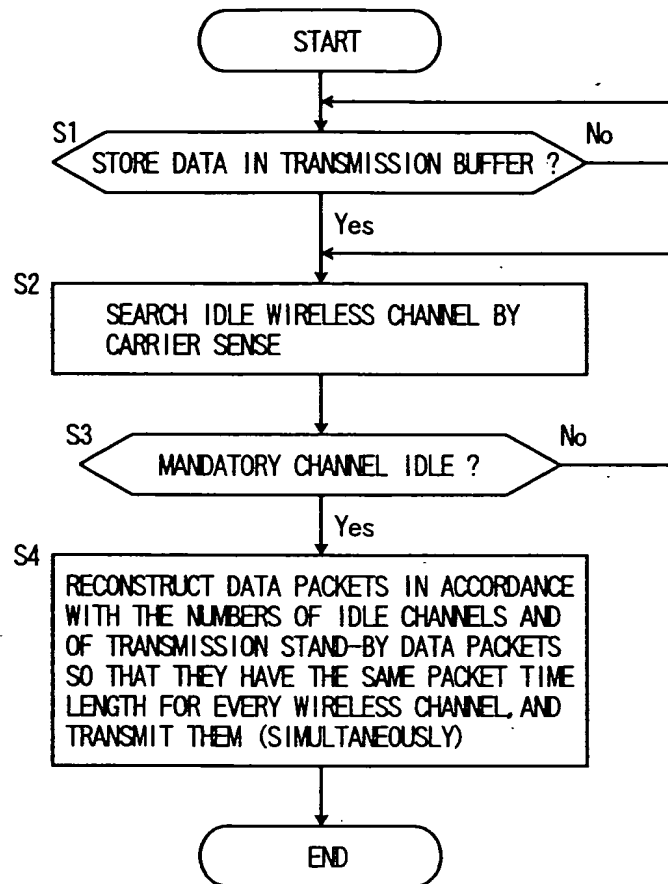 START
S1
No
STORE DATA IN TRANSMISSION BUFFER ?
Yes
S2
SEARCH IDLE WIRELESS CHANNEL BY
CARRIER SENSE
S3
No
MANDATORY CHANNEL IDLE ?
Yes
S4
RECONSTRUCT DATA PACKETS IN ACCORDANCE
WITH THE NUMBERS OF IDLE CHANNELS AND
OF TRANSMISSION STAND-BY DATA PACKETS
SO THAT THEY HAVE THE SAME PACKET TIME
LENGTH FOR EVERY WIRELESS CHANNEL, AND
TRANSMIT THEM (SIMULTANEOUSLY)
END